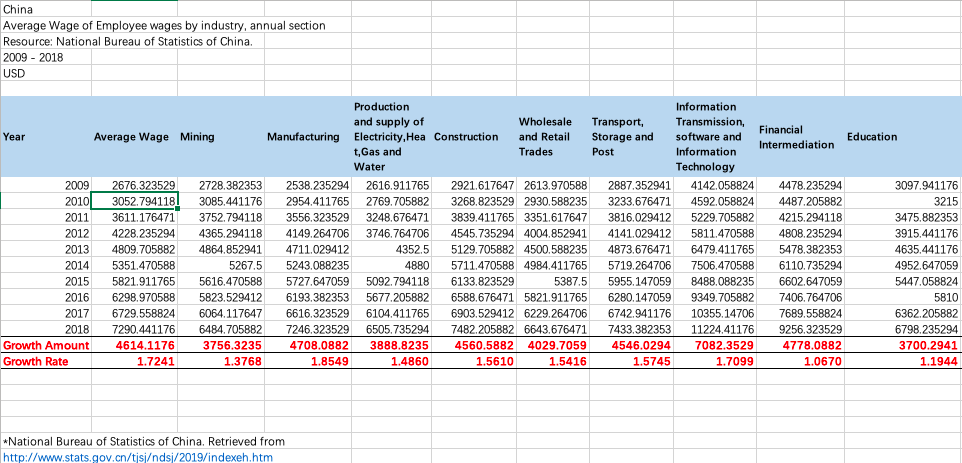 China
Average Wage of Employee wages by industry, annual section
Resource: National Bureau of Statistics of China.
2009 - 2018
USD
Year Average Wage Mining Manufacturing Production and supply of Electricity,Heat,Gas and Water Construction Wholesale and Retail Trades Transport, Storage and Post Information Transmission, software and Information Technology Financial Intermediation Education
2009 2676.323529 2728.382353 2538.235294 2616.911765 2921.617647 2613.970588 2887.352941 4142.058824 4478.235294 3097.941176
2010 3052.794118 3085.441176 2954.411765 2769.705882 3268.823529 2930.588235 3233.676471 4592.058824 4487.205882 3215
2011 3611.176471 3752.794118 3556.323529 3248.676471 3839.411765 3351.617647 3816.029412 5229.705882 4215.294118 3475.882353
2012 4228.235294 4365.294118 4149.264706 3746.764706 4545.735294 4004.852941 4141.029412 5811.470588 4808.235294 3915.441176
2013 4809.705882 4864.852941 4711.029412 4352.5 5129.705882 4500.588235 4873.676471 6479.411765 5478.382353 4635.441176
2014 5351.470588 5267.5 5243.088235 4880 5711.470588 4984.411765 5719.264706 7506.470588 6110.735294 4952.647059
2015 5821.911765 5616.470588 5727.647059 5092.794118 6133.823529 5387.5 5955.147059 8488.088235 6602.647059 5447.058824
2016 6298.970588 5823.529412 6193.382353 5677.205882 6588.676471 5821.911765 6280.147059 9349.705882 7406.764706 5810
2017 6729.558824 6064.117647 6616.323529 6104.411765 6903.529412 6229.264706 6742.941176 10355.14706 7689.558824 6362.205882
2018 7290.441176 6484.705882 7246.323529 6505.735294 7482.205882 6643.676471 7433.382353 11224.41176 9256.323529 6798.235294
Growth Amount 4614.1176 3756.3235 4708.0882 3888.8235 4560.5882 4029.7059 4546.0294 7082.3529 4778.0882 3700.2941
Growth Rate 1.7241 1.3768 1.8549 1.4860 1.5610 1.5416 1.5745 1.7099 1.0670 1.1944
*National Bureau of Statistics of China. Retrieved from
http://www.stats.gov.cn/tjsj/ndsj/2019/indexeh.htm